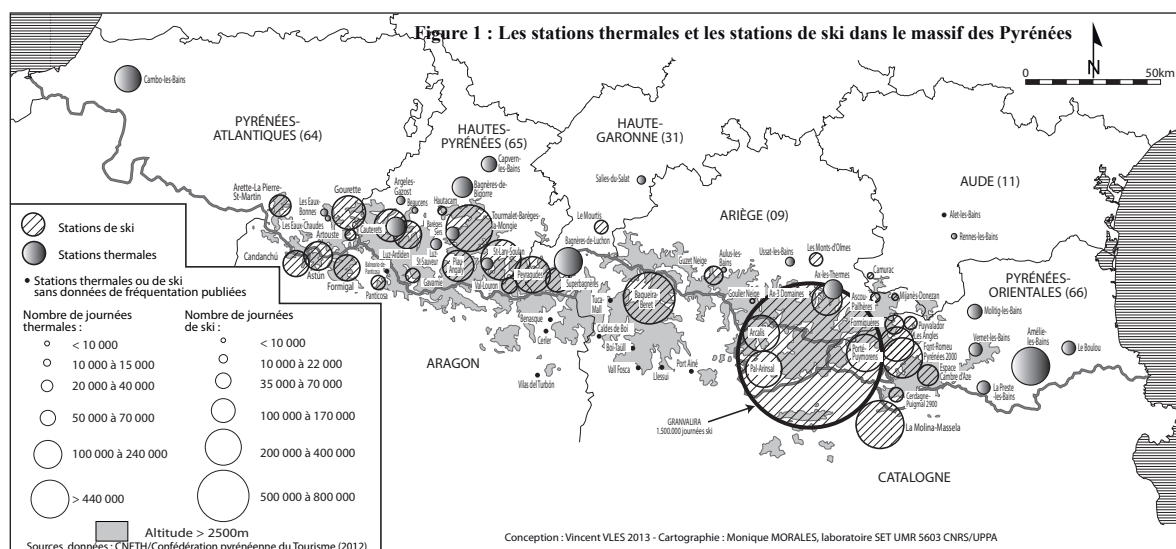 Figure 1 : Les stations thermales et les stations de ski dans le massif des Pyrénées
N
0
50km
Cambo-les-Bains
PYRÉNÉES-
ATLANTIQUES (64)
HAUTES-
PYRÉNÉES (65)
HAUTE-
GARONNE (31)
ARIÈGE (09)
AUDE (11)
PYRÉNÉES-
ORIENTALES (66)
ARAGON
CATALOGNE
Capvern-
les-Bains
Bagnères-de-
Bigorre
Salies-du-Salat
Arette-La Pierre-
St-Martin
Les Eaux-
Bonnes
Les Eaux-Chaudes
Gourette
Artouste
Argeles-
Gazost
Beaucens
Hautacam
Cauterets
Barèges
Sers
Tourmalet-Barèges-
la-Mongie
Luz-
Ardiden
Luz-
St-Sauveur
Candanchú
Astún
Formigal
Panticosa
Gavarnie
Piau-
Engaly
St-Lary-Soulan
Val-Louron
Peyragudes
Superbagnères
Bagnères-de-Luchon
Le Mourtis
Benasque
Cerler
Vilas del Turbón
Baqueira-
Beret
Tuca-
Mall
Caldes de Boí
Boí-Taüll
Vall Fosca
Llessui
Port Ainé
Guzet Neige
Aulus-les-
Bains
Ussat-les-Bains
Les Monts-d'Olmes
Ax-les-Thermes
Goulier Neige
Ax-3 Domaines
Ascou-
Pailhères
Camurac
Mijanès-Donezan
Alet-les-Bains
Rennes-les-Bains
Arcalis
Pal-Arinsal
Porté-
Puymorens
Formiguères
Puyvalador
Les Angles
Font-Romeu
Pyrénées 2000
Espace
Cambre d'Aze
Cerdagne-
Puigmal 2900
La Molina-Massela
Molitg-les-Bains
Vernet-les-Bains
La Preste
-les-Bains
Amélie-
les-Bains
Le Boulou
GRANVALIRA
1.500.000 journées ski
Stations de ski
Stations thermales
Stations thermales ou de ski
sans données de fréquentation publiées
Nombre de journées
thermales :
< 10 000
10 000 à 15 000
20 000 à 40 000
50 000 à 70 000
100 000 à 240 000
> 440 000
Nombre de journées
de ski :
< 10 000
10 000 à 22 000
35 000 à 70 000
100 000 à 170 000
200 000 à 400 000
500 000 à 800 000
Altitude > 2500m
Sources données : CNETH/Confédération pyrénéenne du Tourisme (2012)
Conception : Vincent VLES 2013 - Cartographie : Monique MORALES, laboratoire SET UMR 5603 CNRS/UPPA